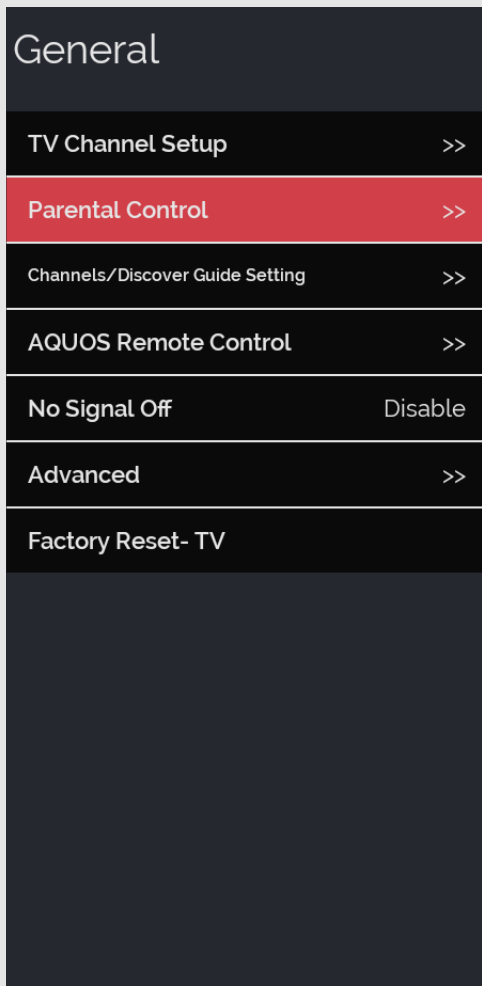 General
TV Channel Setup >>
Parental Control >>
Channels/Discover Guide Setting >>
AQUOS Remote Control >>
No Signal Off Disable
Advanced >>
Factory Reset- TV